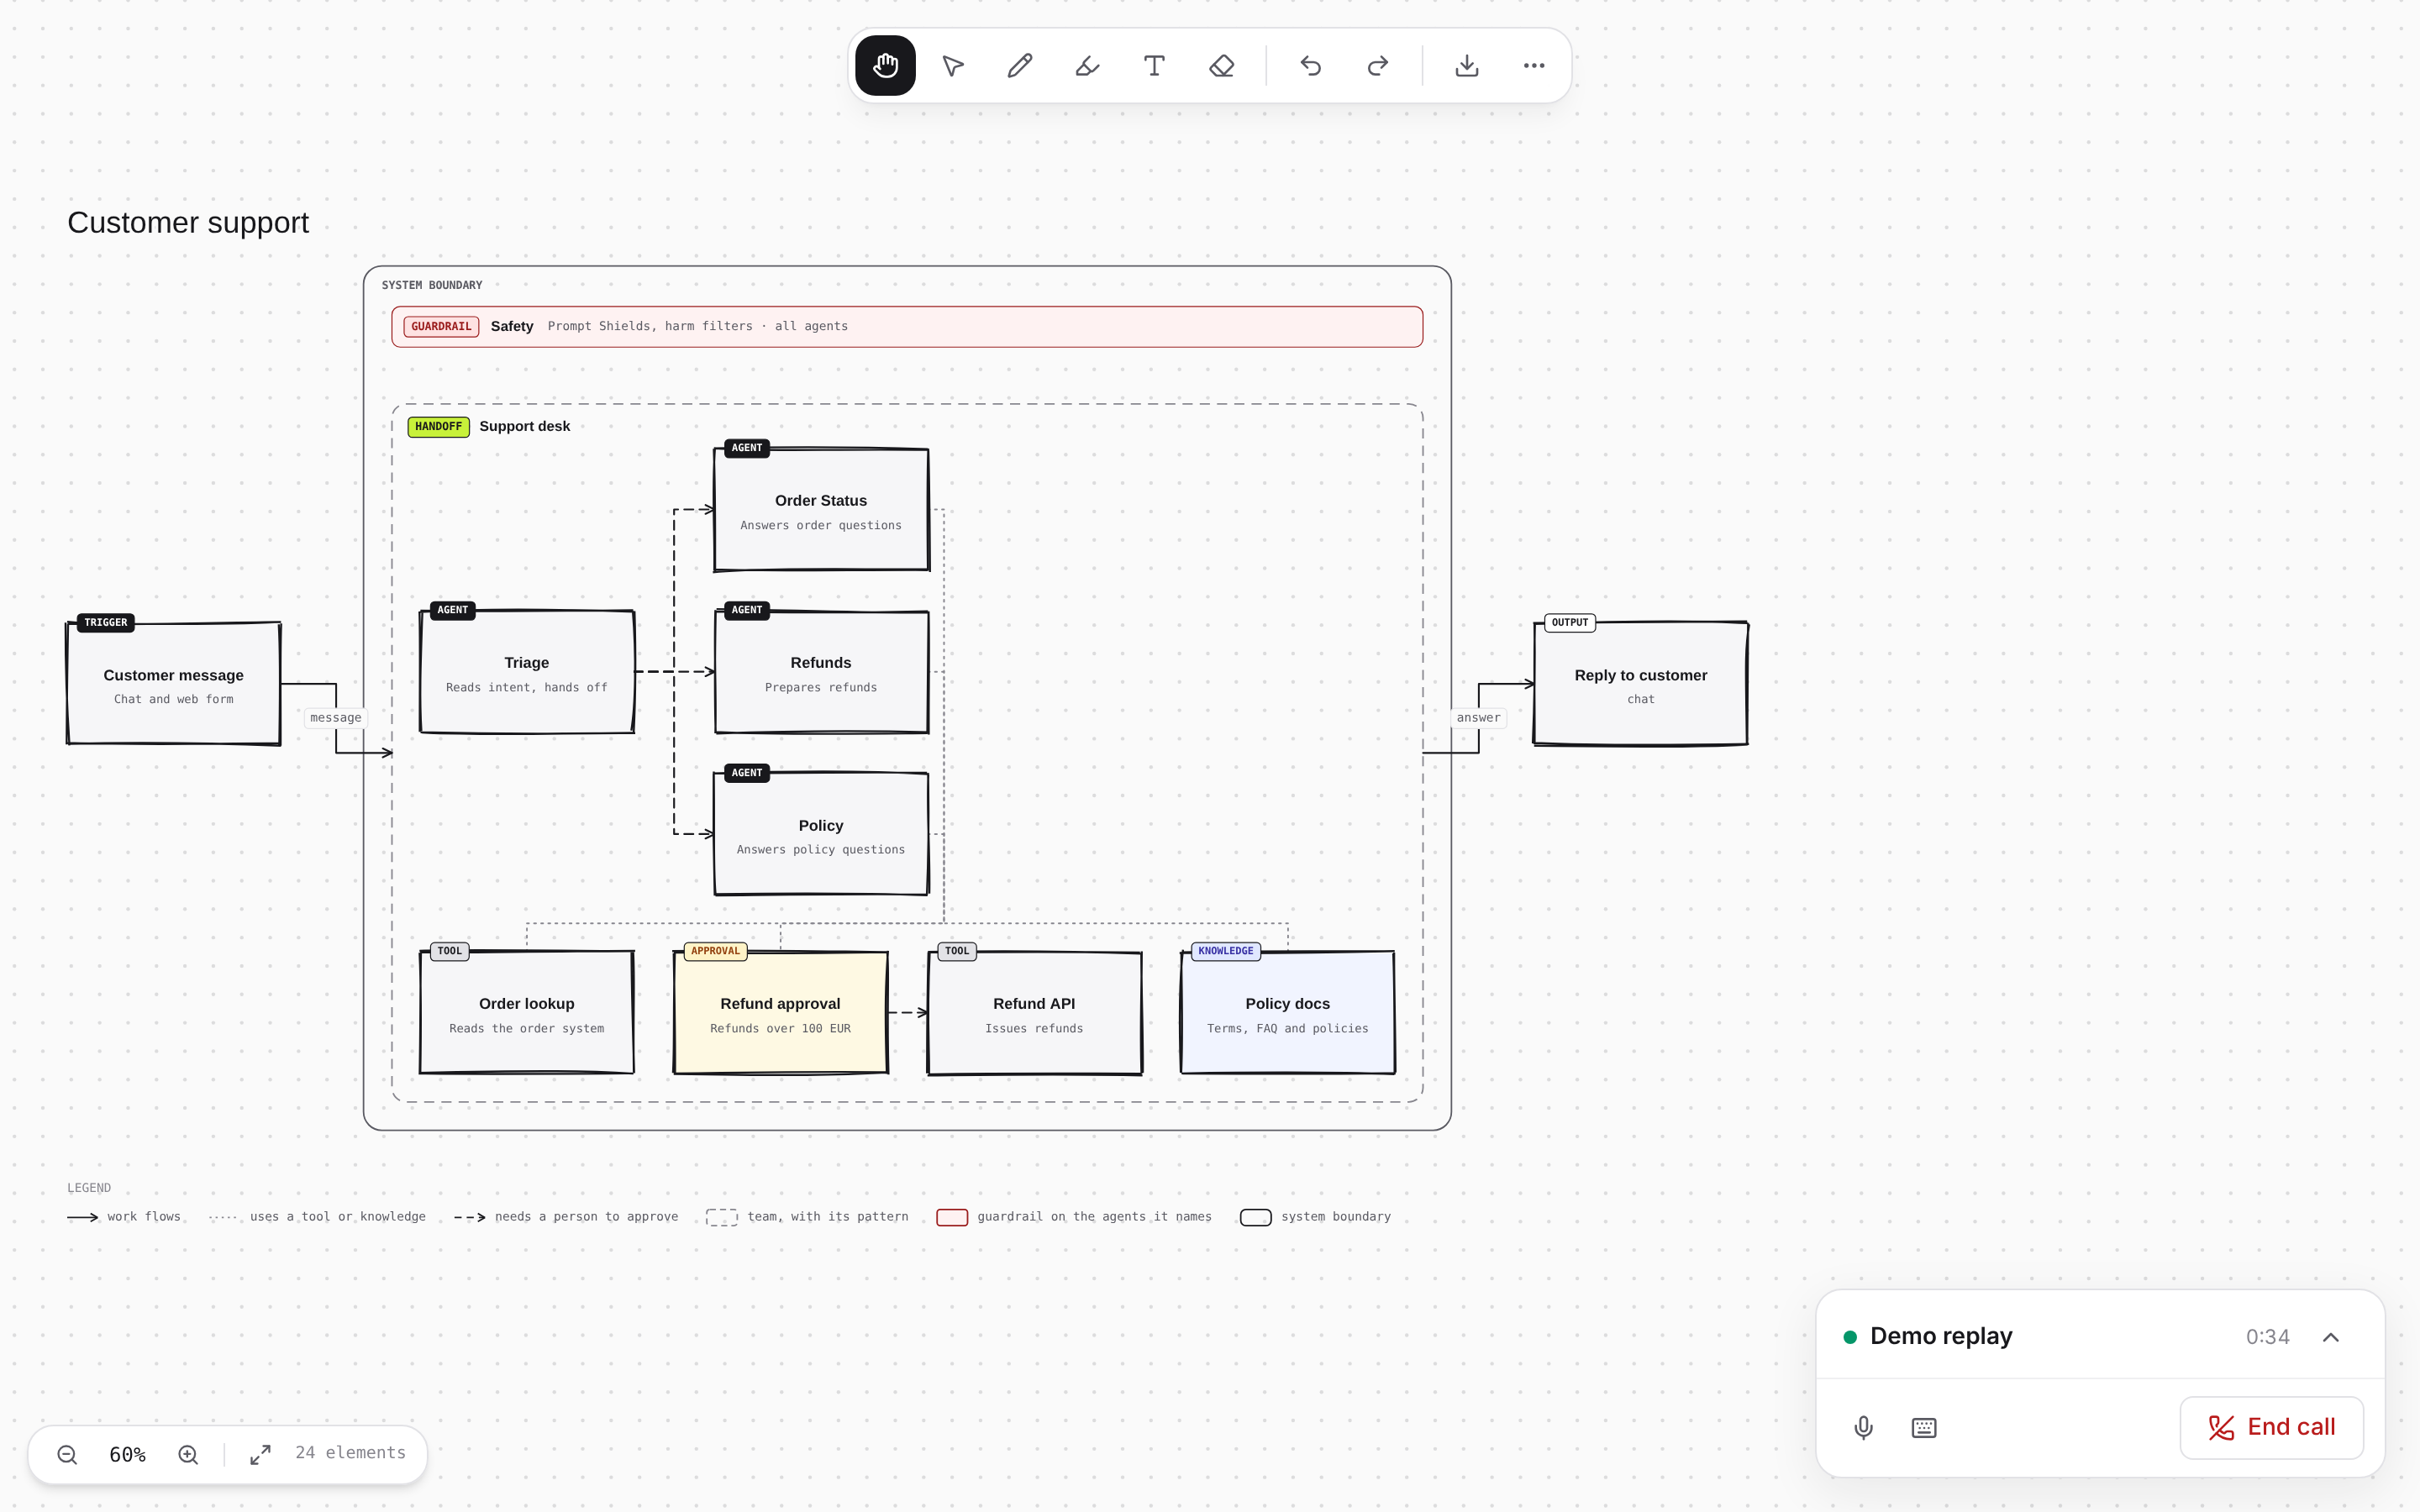 Customer support
SYSTEM BOUNDARY
GUARDRAIL Safety Prompt Shields, harm filters · all agents
HANDOFF Support desk
AGENT
Order Status
Answers order questions
TRIGGER
Customer message
Chat and web form
message
AGENT
Triage
Reads intent, hands off
AGENT
Refunds
Prepares refunds
AGENT
Policy
Answers policy questions
answer
OUTPUT
Reply to customer
chat
TOOL
Order lookup
Reads the order system
APPROVAL
Refund approval
Refunds over 100 EUR
TOOL
Refund API
Issues refunds
KNOWLEDGE
Policy docs
Terms, FAQ and policies
LEGEND
work flows uses a tool or knowledge needs a person to approve team, with its pattern guardrail on the agents it names system boundary
Demo replay 0:34
End call
60% 24 elements